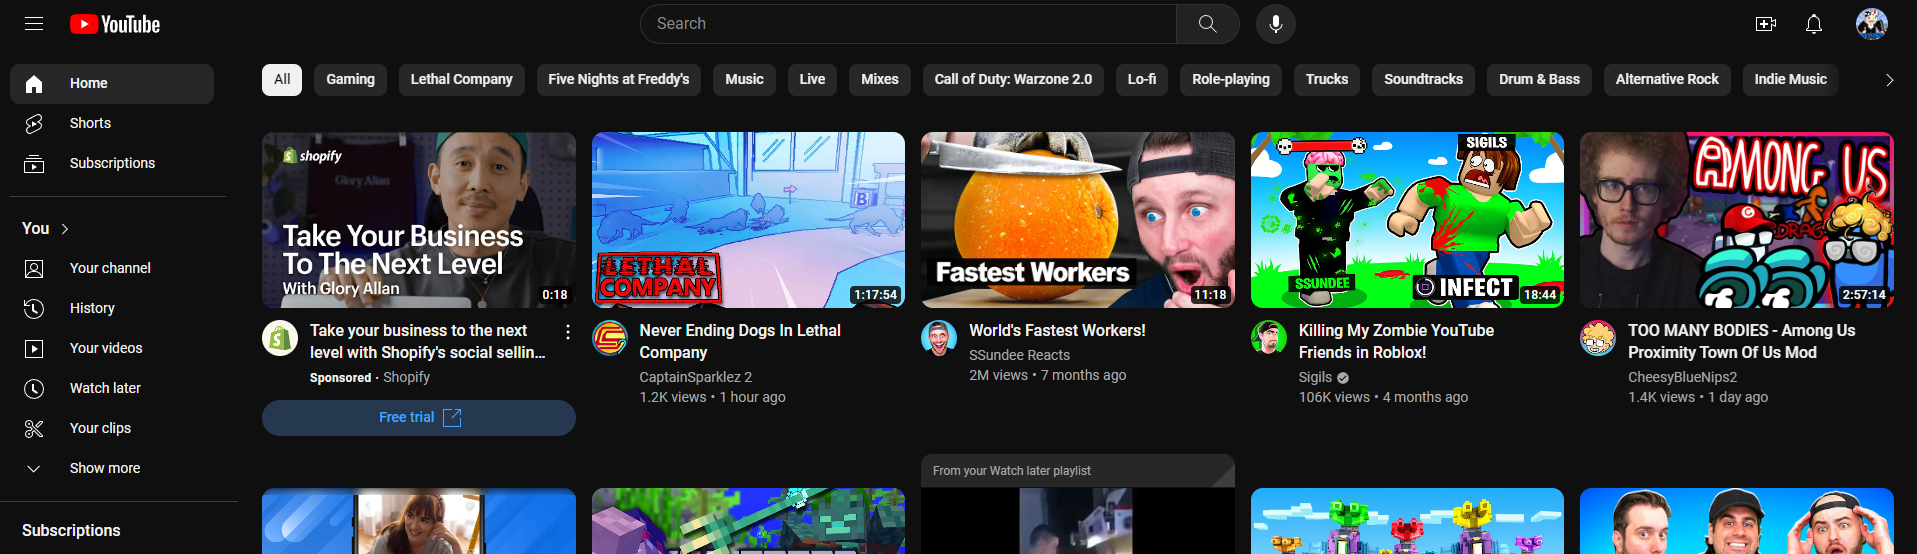 YouTube
Search
Home
Shorts
Subscriptions
You
Your channel
History
Your videos
Watch later
Your clips
Show more
Subscriptions
All
Gaming
Lethal Company
Five Nights at Freddy's
Music
Live
Mixes
Call of Duty: Warzone 2.0
Lo-fi
Role-playing
Trucks
Soundtracks
Drum & Bass
Alternative Rock
Indie Music
shopify
Glory Allan
Take Your Business
To The Next Level
With Glory Allan
0:18
Take your business to the next
level with Shopify's social sellin...
Sponsored · Shopify
Free trial
B
LETHAL
COMPANY
1:17:54
Never Ending Dogs In Lethal
Company
CaptainSparklez 2
1.2K views • 1 hour ago
Fastest Workers
11:18
World's Fastest Workers!
SSundee Reacts
2M views • 7 months ago
SIGILS
SSUNDEE
INFECT
18:44
Killing My Zombie YouTube
Friends in Roblox!
Sigils
106K views • 4 months ago
AMONG US
DRAG
2:57:14
TOO MANY BODIES - Among Us
Proximity Town Of Us Mod
CheesyBlueNips2
1.4K views • 1 day ago
From your Watch later playlist